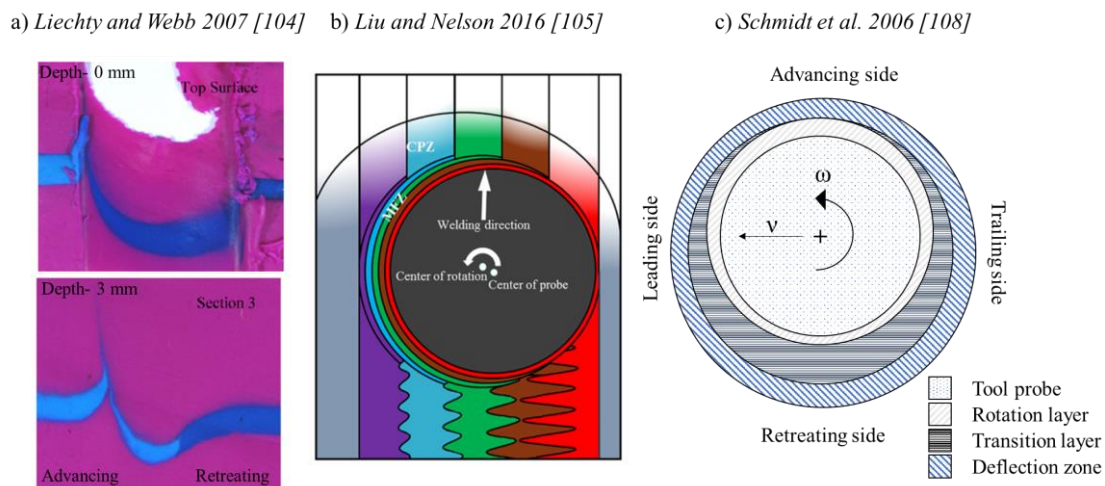 a) Liechty and Webb 2007 [104]
Depth- 0 mm
Top Surface
Depth- 3 mm
Section 3
Advancing
Retreating
b) Liu and Nelson 2016 [105]
CPZ
MFZ
Welding direction
Center of rotation
Center of probe
c) Schmidt et al. 2006 [108]
Advancing side
Leading side
Trailing side
ω
ν
+
Retreating side
Tool probe
Rotation layer
Transition layer
Deflection zone